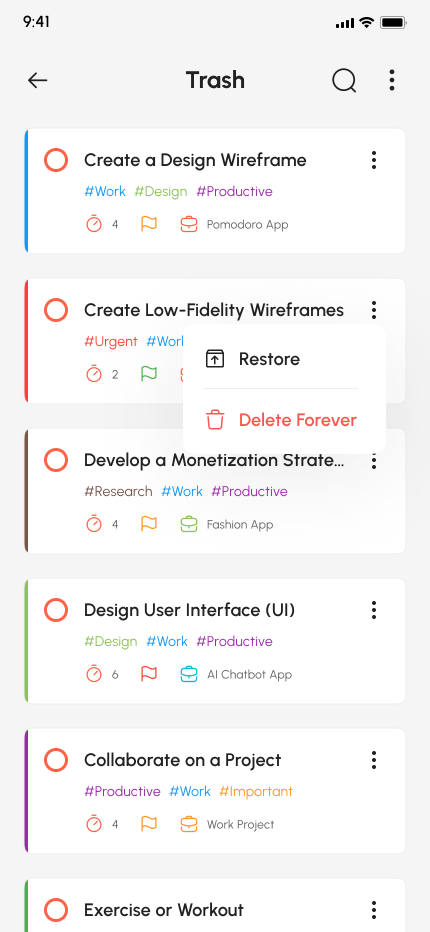 9:41
Trash
Create a Design Wireframe
#Work #Design #Productive
4 Pomodoro App
Create Low-Fidelity Wireframes
#Urgent
2
Restore
Delete Forever
Develop a Monetization Strate...
#Research #Work #Productive
4 Fashion App
Design User Interface (UI)
#Design #Work #Productive
6 AI Chatbot App
Collaborate on a Project
#Productive #Work #Important
4 Work Project
Exercise or Workout